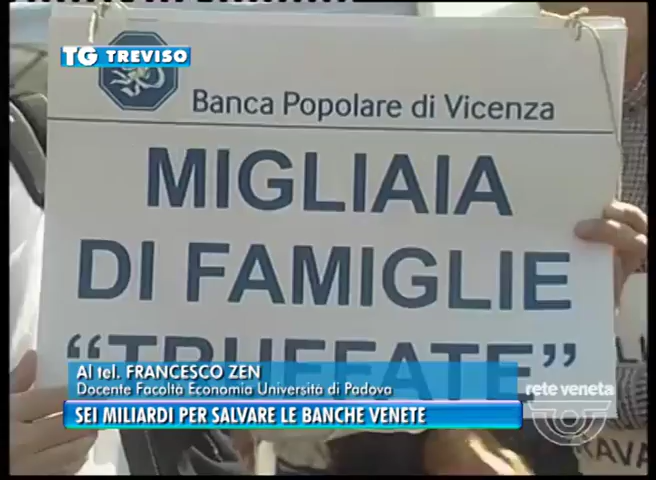 TG TREVISO
Banca Popolare di Vicenza
MIGLIAIA
DI FAMIGLIE
“TRUFFATE”
Al tel. FRANCESCO ZEN
Docente Facoltà Economia Università di Padova
SEI MILIARDI PER SALVARE LE BANCHE VENETE
rete veneta